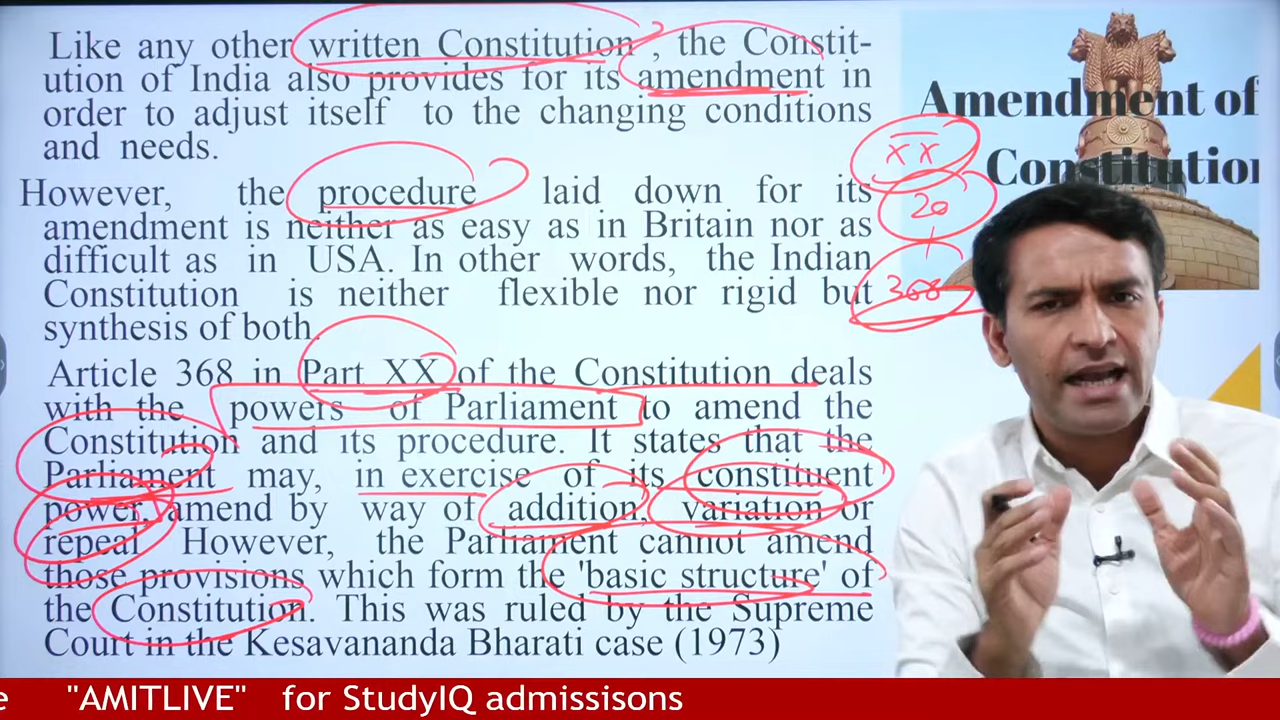 Like any other written Constitution , the Constit-
ution of India also provides for its amendment in
order to adjust itself to the changing conditions
and needs.
However, the procedure laid down for its
amendment is neither as easy as in Britain nor as
difficult as in USA. In other words, the Indian
Constitution is neither flexible nor rigid but
synthesis of both.
Article 368 in Part XX of the Constitution deals
with the powers of Parliament to amend the
Constitution and its procedure. It states that the
Parliament may, in exercise of its constituent
power, amend by way of addition, variation or
repeal However, the Parliament cannot amend
those provisions which form the 'basic structure' of
the Constitution. This was ruled by the Supreme
Court in the Kesavananda Bharati case (1973)
Amendment of
Constitution
XX
20
368
e "AMITLIVE" for StudyIQ admissisons